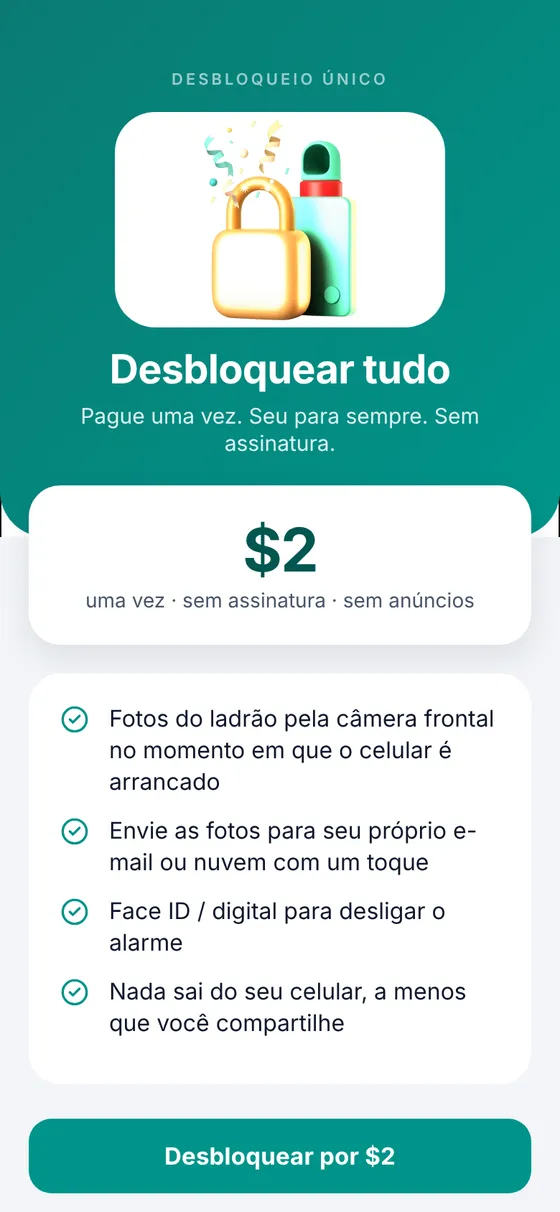 DESBLOQUEIO ÚNICO
Desbloquear tudo
Pague uma vez. Seu para sempre. Sem
assinatura.
$2
uma vez · sem assinatura · sem anúncios
Fotos do ladrão pela câmera frontal
no momento em que o celular é
arrancado
Envie as fotos para seu próprio e-
mail ou nuvem com um toque
Face ID / digital para desligar o
alarme
Nada sai do seu celular, a menos
que você compartilhe
Desbloquear por $2